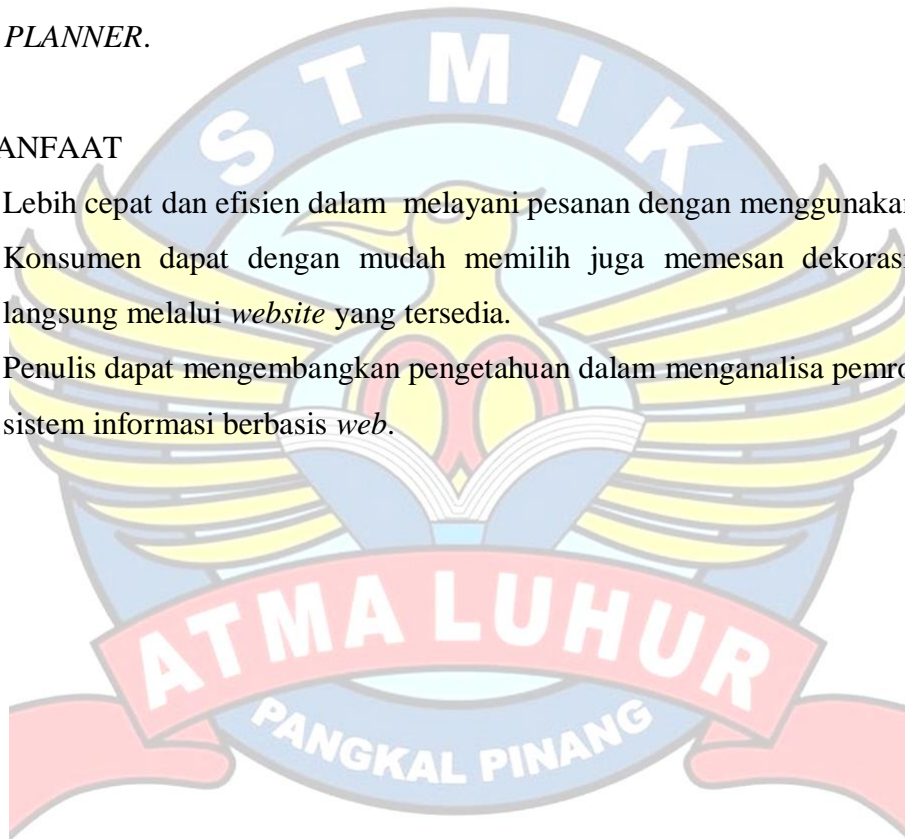 PLANNER.
ANFAAT
Lebih cepat dan efisien dalam melayani pesanan dengan menggunakan
Konsumen dapat dengan mudah memilih juga memesan dekorasi
langsung melalui website yang tersedia.
Penulis dapat mengembangkan pengetahuan dalam menganalisa pemro
sistem informasi berbasis web.
STMIK
ATMA LUHUR
PANGKAL PINANG